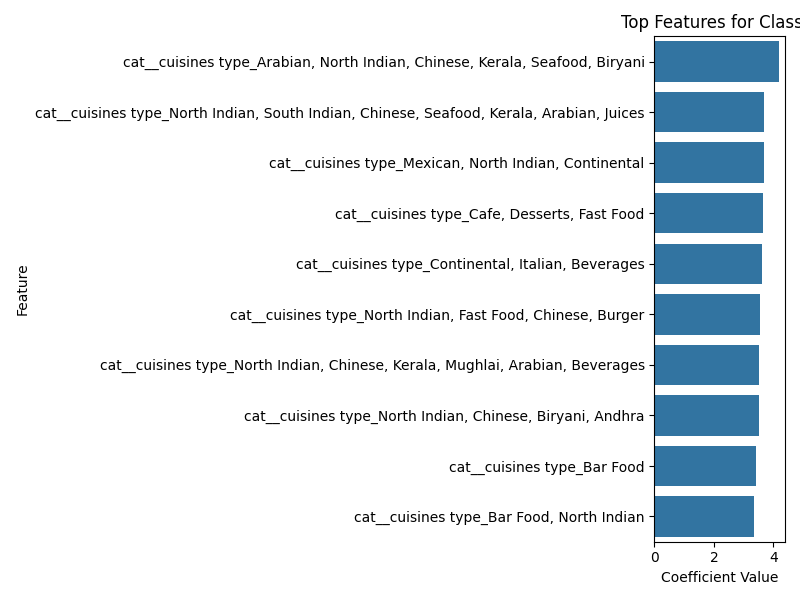 Top Features for Class
cat__cuisines type_Arabian, North Indian, Chinese, Kerala, Seafood, Biryani
cat__cuisines type_North Indian, South Indian, Chinese, Seafood, Kerala, Arabian, Juices
cat__cuisines type_Mexican, North Indian, Continental
cat__cuisines type_Cafe, Desserts, Fast Food
cat__cuisines type_Continental, Italian, Beverages
cat__cuisines type_North Indian, Fast Food, Chinese, Burger
cat__cuisines type_North Indian, Chinese, Kerala, Mughlai, Arabian, Beverages
cat__cuisines type_North Indian, Chinese, Biryani, Andhra
cat__cuisines type_Bar Food
cat__cuisines type_Bar Food, North Indian
Feature
0 2 4
Coefficient Value